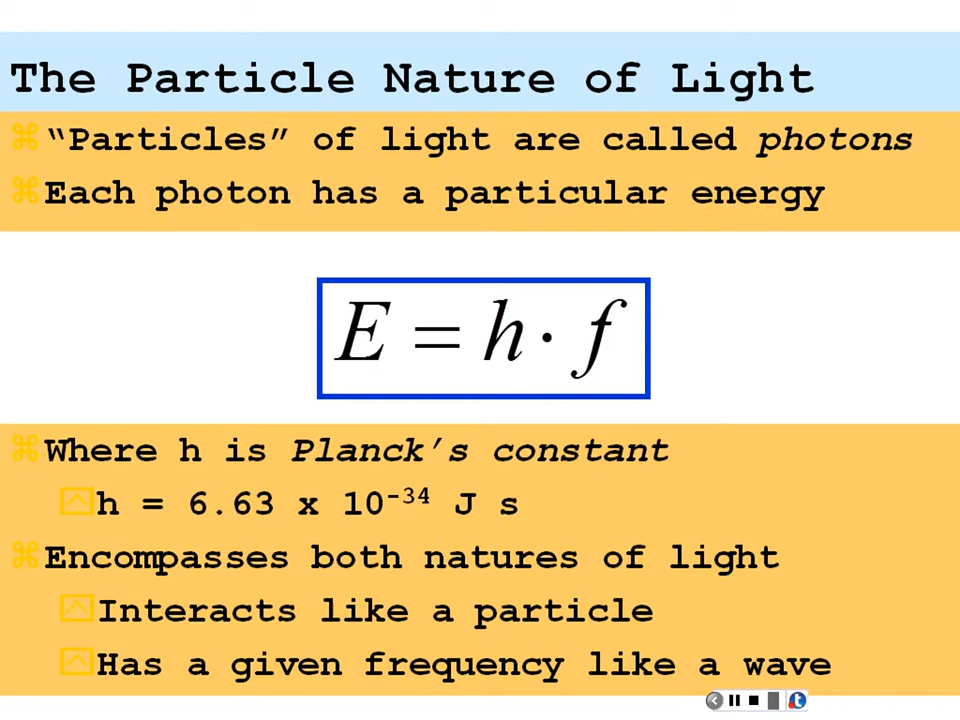 The Particle Nature of Light
“Particles” of light are called photons
Each photon has a particular energy
E = h · f
Where h is Planck’s constant
h = 6.63 x 10⁻³⁴ J s
Encompasses both natures of light
Interacts like a particle
Has a given frequency like a wave